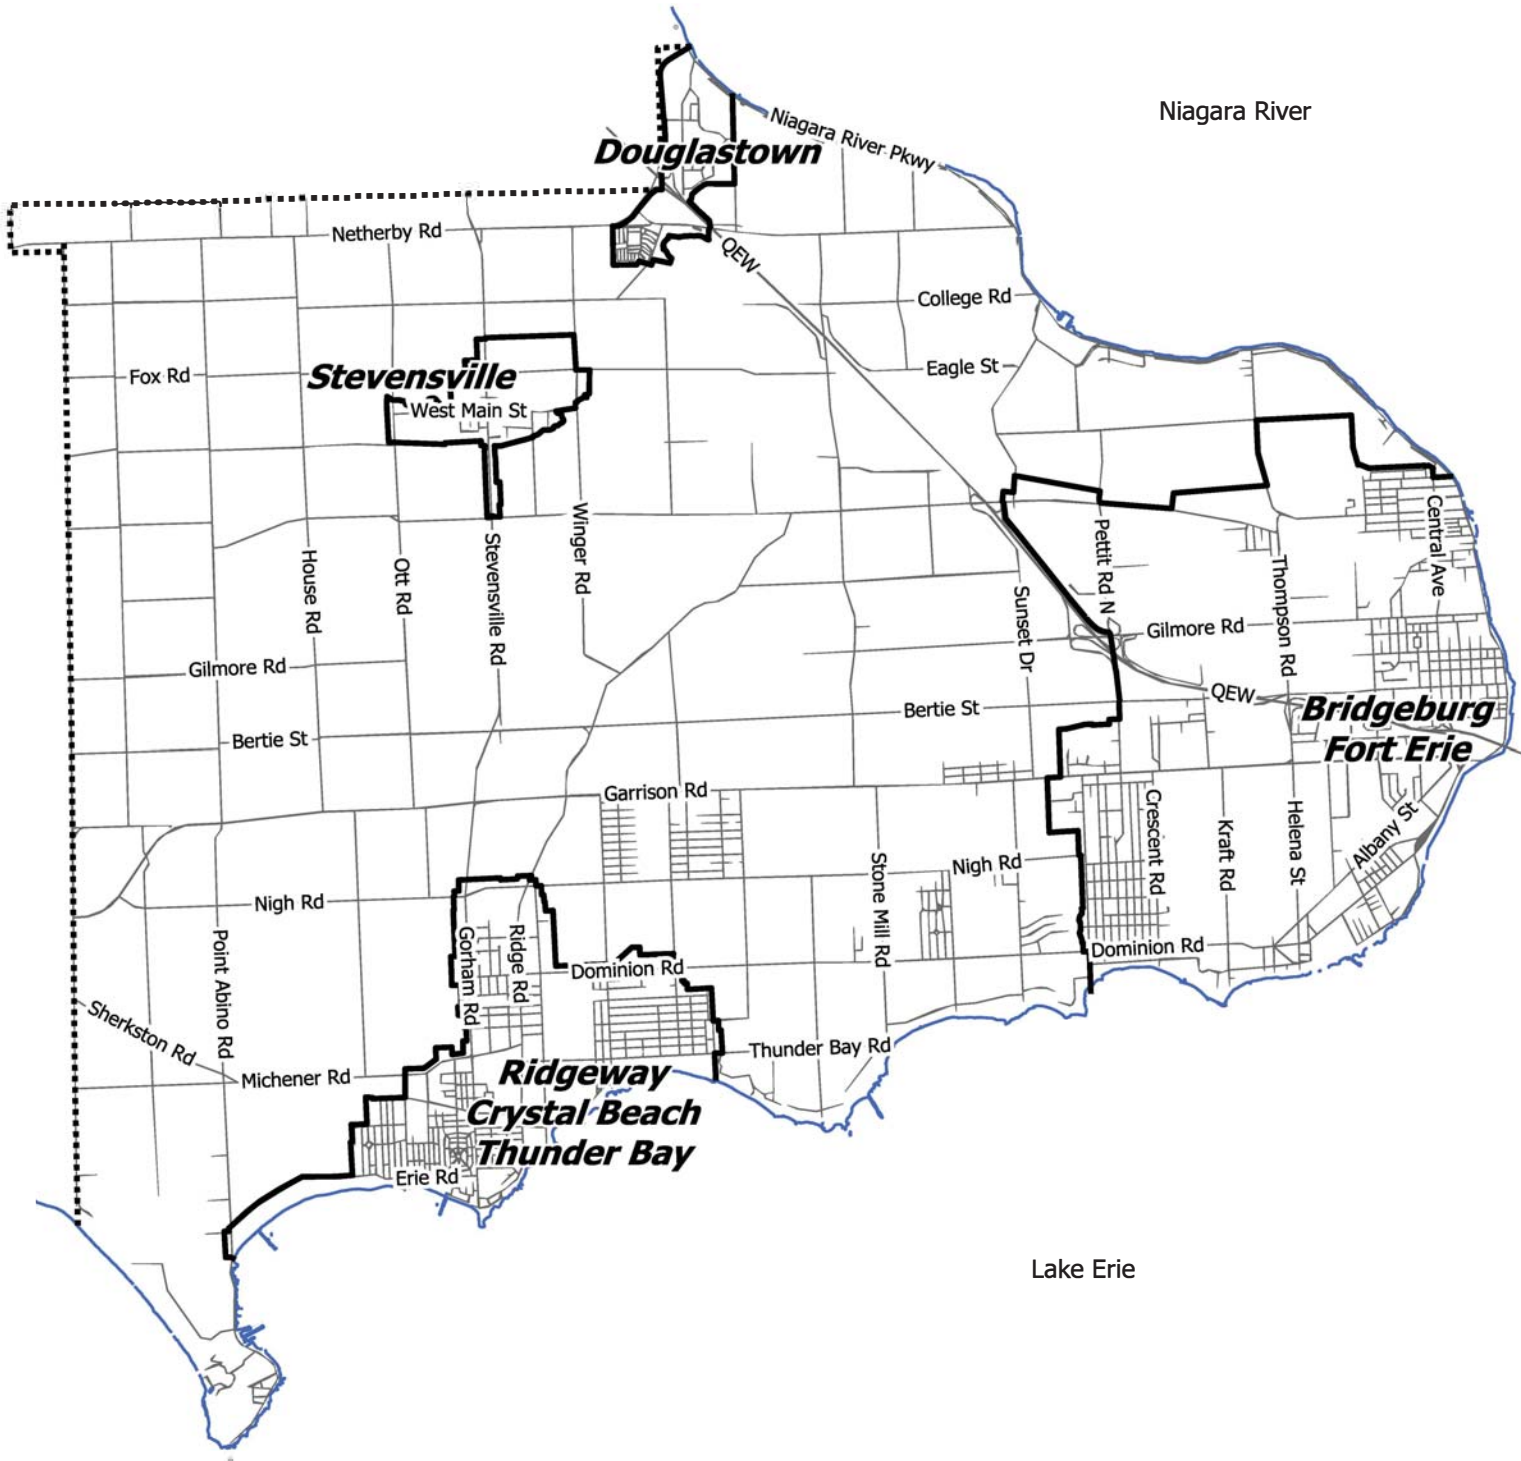 Niagara River
Niagara River Pkwy
Douglastown
Netherby Rd
QEW
College Rd
Fox Rd
Stevensville
Eagle St
West Main St
Central Ave
Winger Rd
Pettit Rd N
House Rd
Ott Rd
Stevensville Rd
Sunset Dr
Thompson Rd
Gilmore Rd
Gilmore Rd
QEW
Bertie St
Bridgeburg
Fort Erie
Bertie St
Garrison Rd
Crescent Rd
Kraft Rd
Helena St
Albany St
Stone Mill Rd
Nigh Rd
Nigh Rd
Point Abino Rd
Gorham Rd
Ridge Rd
Dominion Rd
Dominion Rd
Sherkston Rd
Thunder Bay Rd
Michener Rd
Ridgeway
Crystal Beach
Thunder Bay
Erie Rd
Lake Erie